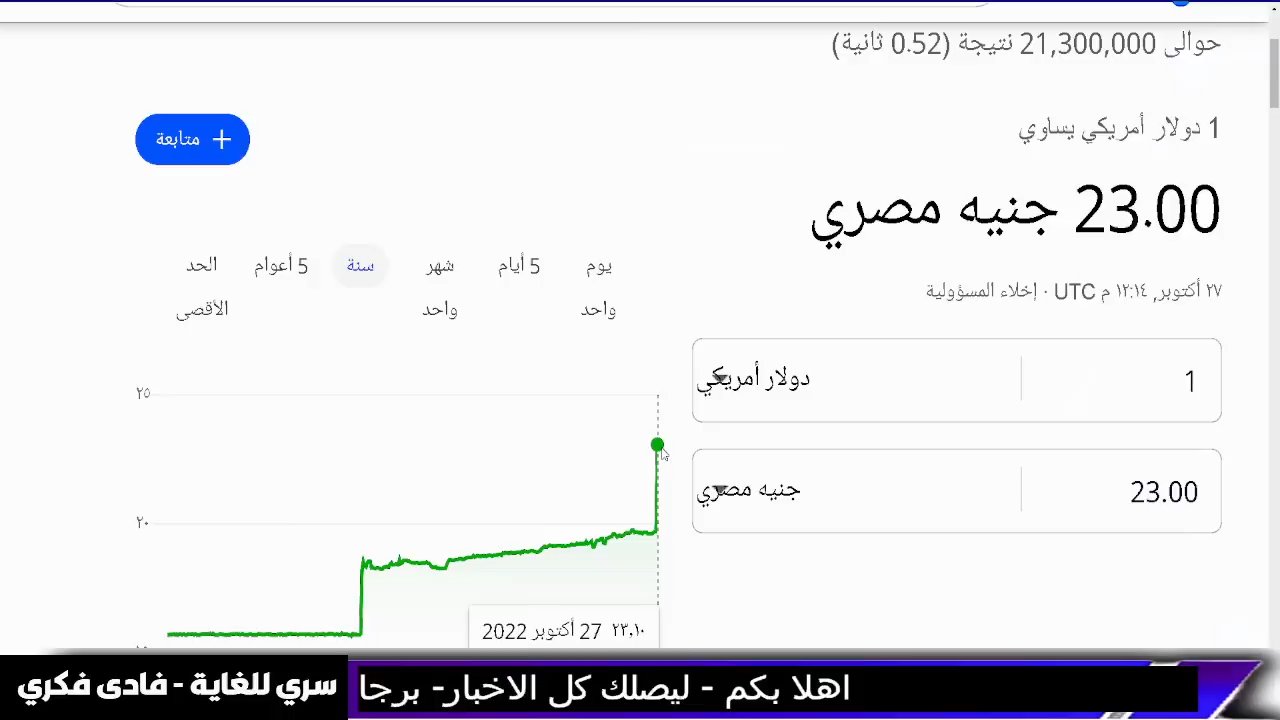 حوالى 21,300,000 نتيجة (0.52 ثانية)
1 دولار أمريكي يساوي
متابعة
23.00 جنيه مصري
٢٧ أكتوبر, ١٢:١٤ م UTC · إخلاء المسؤولية
يوم واحد
5 أيام
شهر واحد
سنة
5 أعوام
الحد الأقصى
1
دولار أمريكي
23.00
جنيه مصري
٢٥
٢٠
٢٣,١٠ 27 أكتوبر 2022
اهلا بكم - ليصلك كل الاخبار- برجا
سري للغاية - فادى فكري